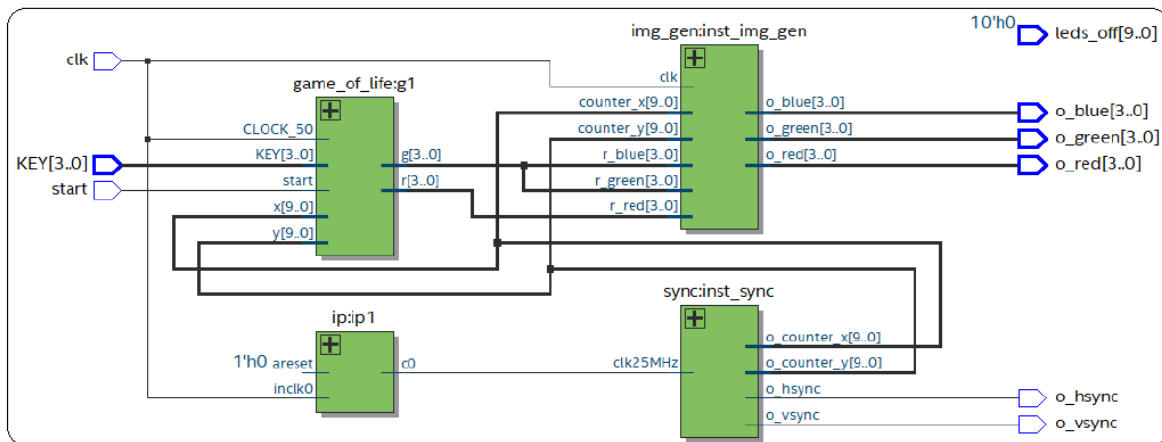 10'h0
leds_off[9..0]
img_gen:inst_img_gen
clk
clk
game_of_life:g1
counter_x[9..0]
o_blue[3..0]
o_blue[3..0]
CLOCK_50
counter_y[9..0]
o_green[3..0]
o_green[3..0]
KEY[3..0]
KEY[3..0]
g[3..0]
r_blue[3..0]
o_red[3..0]
o_red[3..0]
start
start
r[3..0]
r_green[3..0]
x[9..0]
r_red[3..0]
y[9..0]
sync:inst_sync
ip:ip1
o_counter_x[9..0]
1'h0
areset
c0
clk25MHz
o_counter_y[9..0]
inclk0
o_hsync
o_hsync
o_vsync
o_vsync